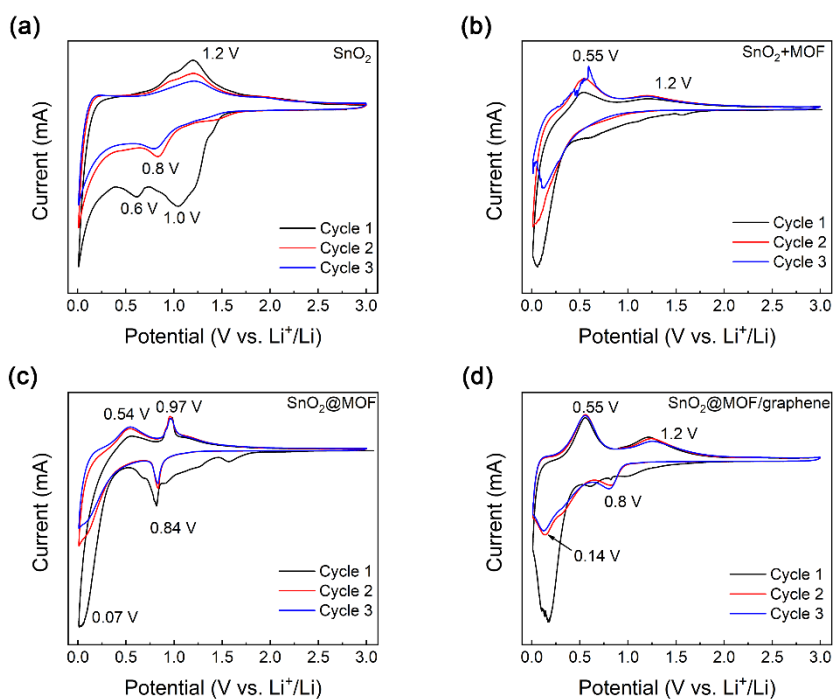 (a)
SnO₂
1.2 V
0.8 V
0.6 V
1.0 V
Cycle 1
Cycle 2
Cycle 3
Current (mA)
0.0 0.5 1.0 1.5 2.0 2.5 3.0
Potential (V vs. Li⁺/Li)
(b)
SnO₂+MOF
0.55 V
1.2 V
Cycle 1
Cycle 2
Cycle 3
Current (mA)
0.0 0.5 1.0 1.5 2.0 2.5 3.0
Potential (V vs. Li⁺/Li)
(c)
SnO₂@MOF
0.54 V
0.97 V
0.84 V
0.07 V
Cycle 1
Cycle 2
Cycle 3
Current (mA)
0.0 0.5 1.0 1.5 2.0 2.5 3.0
Potential (V vs. Li⁺/Li)
(d)
SnO₂@MOF/graphene
0.55 V
1.2 V
0.8 V
0.14 V
Cycle 1
Cycle 2
Cycle 3
Current (mA)
0.0 0.5 1.0 1.5 2.0 2.5 3.0
Potential (V vs. Li⁺/Li)